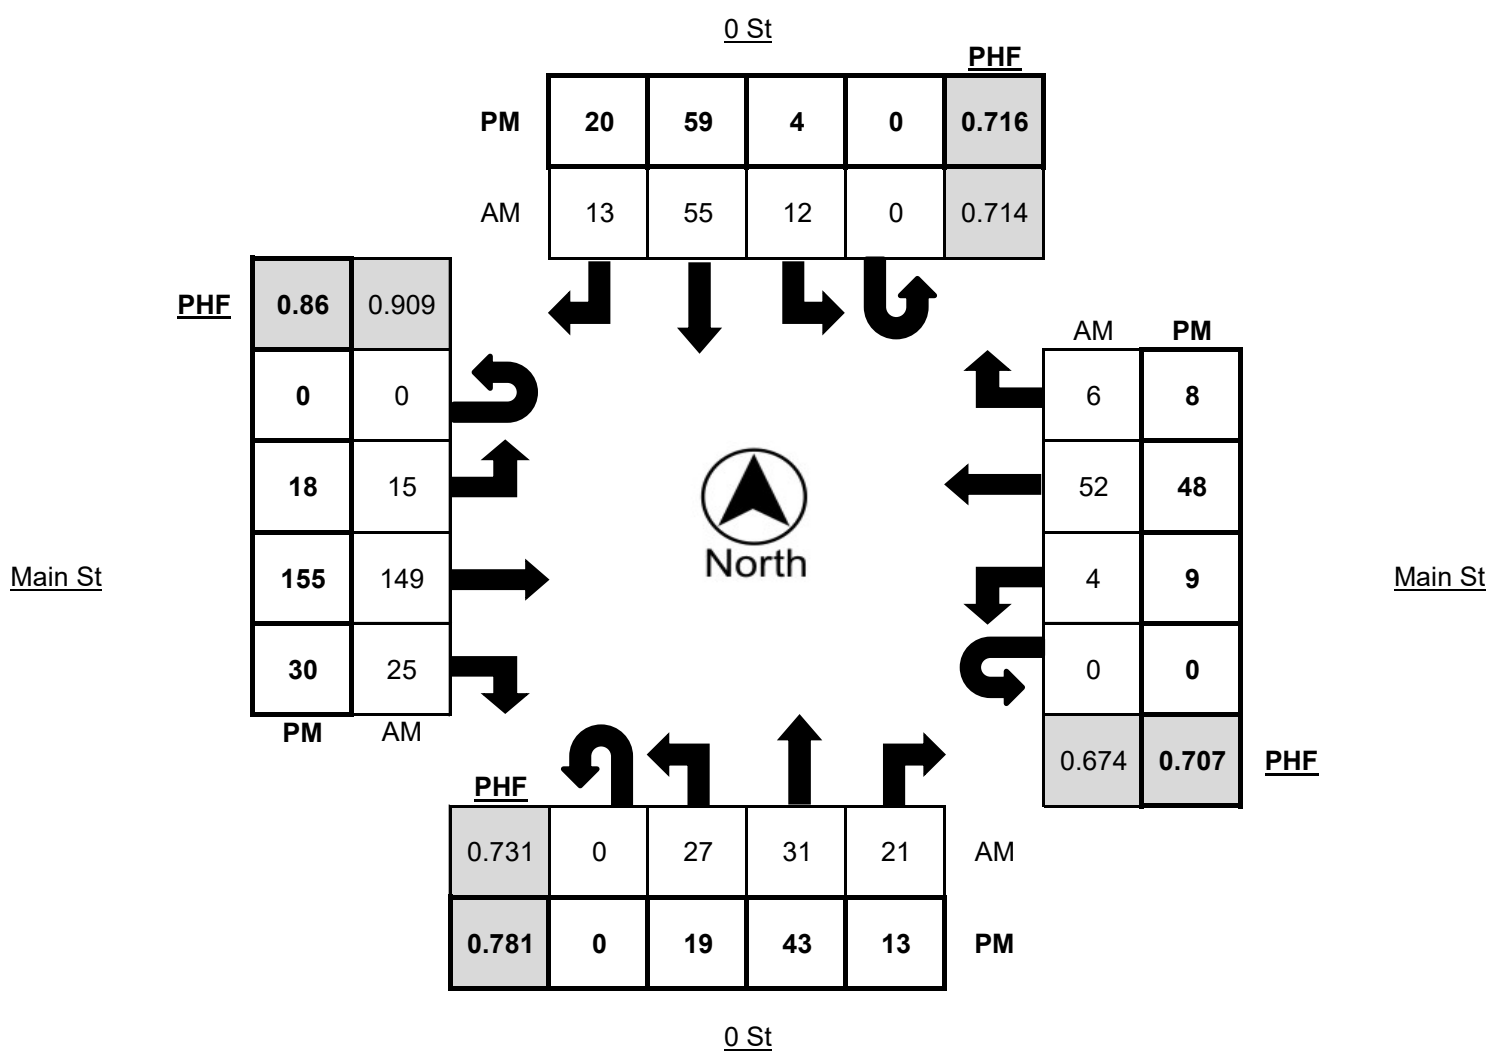 0 St
PHF
PM 20 59 4 0 0.716
AM 13 55 12 0 0.714
PHF 0.86 0.909
AM PM
0 0
6 8
18 15
52 48
North
Main St 155 149
4 9 Main St
30 25
0 0
PM AM
0.674 0.707 PHF
PHF
0.731 0 27 31 21 AM
0.781 0 19 43 13 PM
0 St